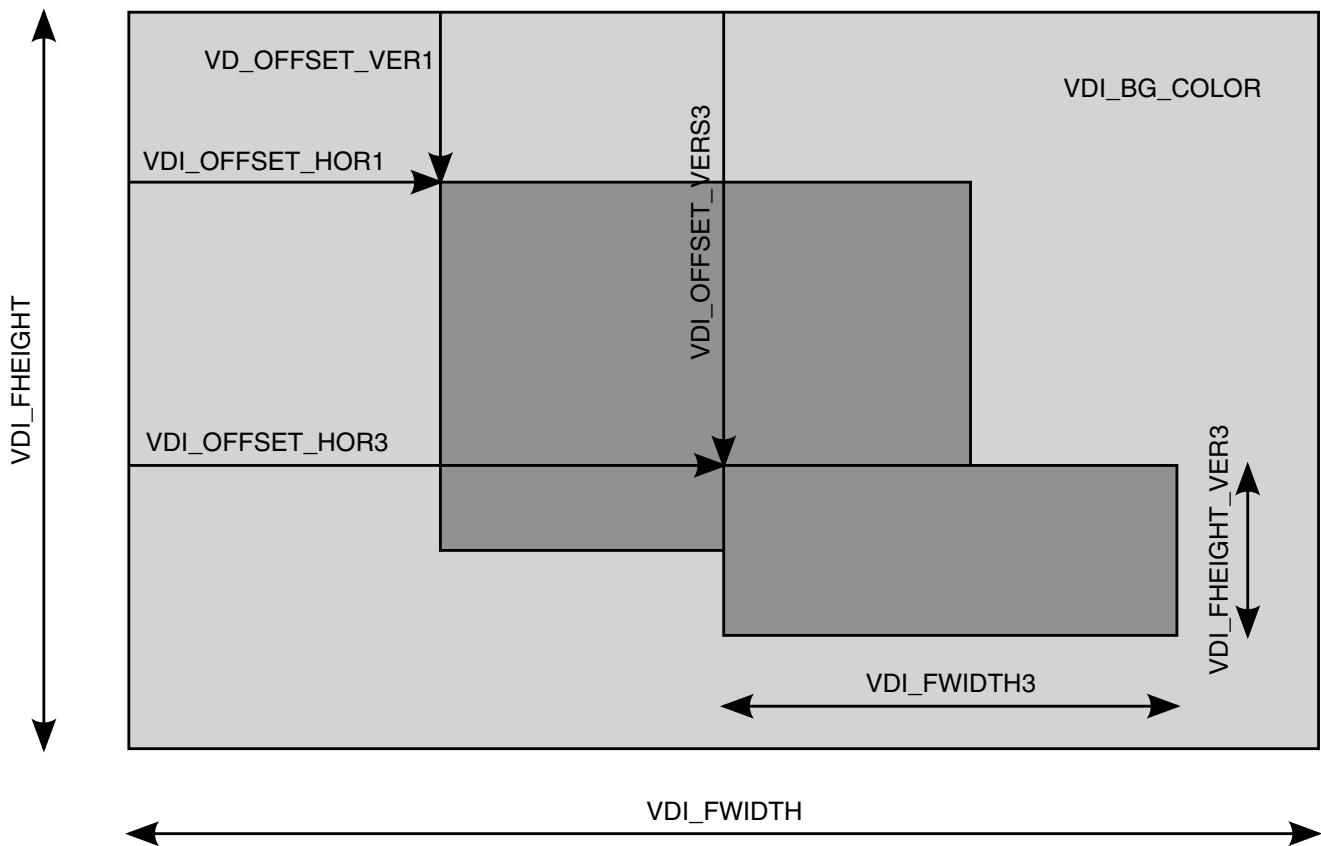 VD_OFFSET_VER1
VDI_BG_COLOR
VDI_OFFSET_HOR1
VDI_OFFSET_VERS3
VDI_FHEIGHT
VDI_OFFSET_HOR3
VDI_FHEIGHT_VER3
VDI_FWIDTH3
VDI_FWIDTH